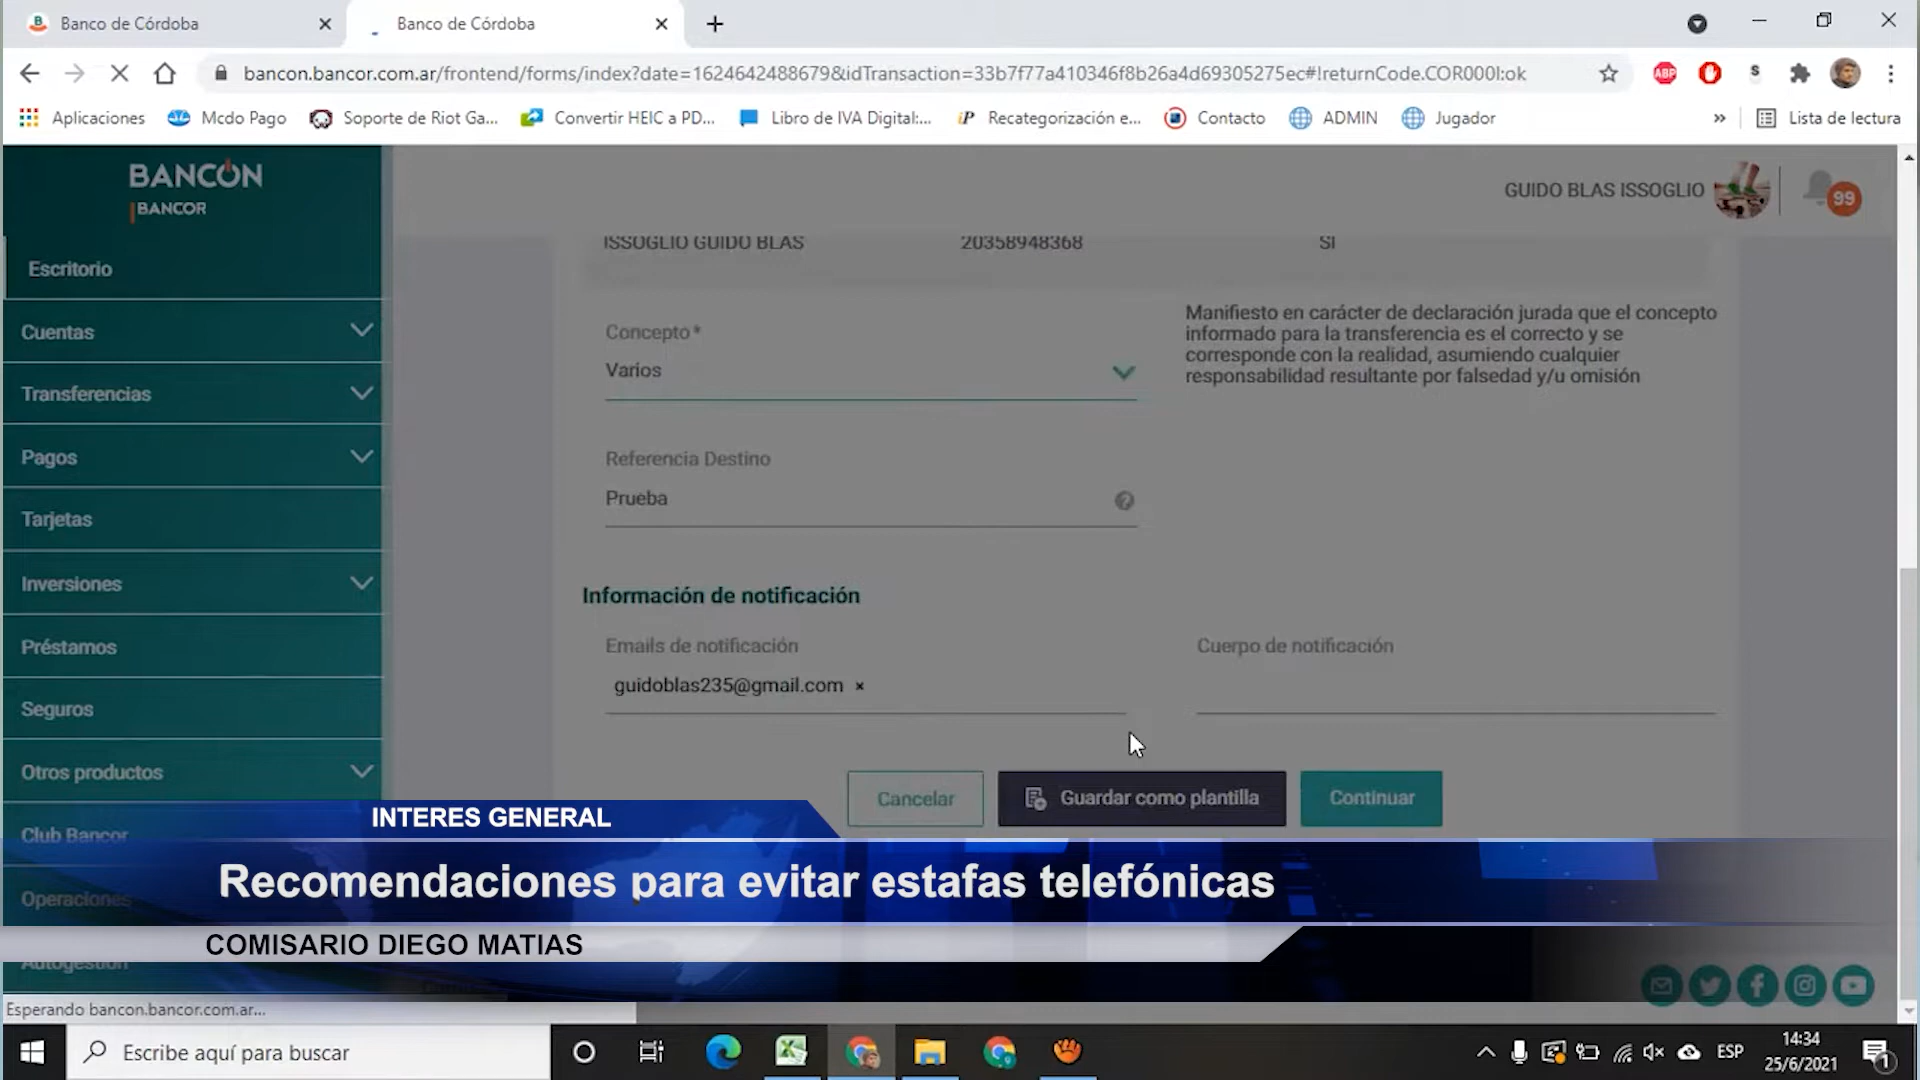 Banco de Córdoba
Banco de Córdoba
bancon.bancor.com.ar/frontend/forms/index?date=1624642488679&idTransaction=33b7f77a410346f8b26a4d69305275ec#!returnCode.COR000I:ok
ABP
S
Aplicaciones
Mcdo Pago
Soporte de Riot Ga...
Convertir HEIC a PD...
Libro de IVA Digital:...
iP Recategorización e...
Contacto
ADMIN
Jugador
»
Lista de lectura
BANCÓN
BANCOR
GUIDO BLAS ISSOGLIO
99
Escritorio
Cuentas
Transferencias
Pagos
Tarjetas
Inversiones
Préstamos
Seguros
Otros productos
Club Bancor
Operaciones
Autogestión
ISSOGLIO GUIDO BLAS 20358948368 SI
Concepto*
Varios
Manifiesto en carácter de declaración jurada que el concepto
informado para la transferencia es el correcto y se
corresponde con la realidad, asumiendo cualquier
responsabilidad resultante por falsedad y/u omisión
Referencia Destino
Prueba
Información de notificación
Emails de notificación
guidoblas235@gmail.com ×
Cuerpo de notificación
Cancelar
Guardar como plantilla
Continuar
INTERES GENERAL
Recomendaciones para evitar estafas telefónicas
COMISARIO DIEGO MATIAS
Esperando bancon.bancor.com.ar...
Escribe aquí para buscar
ESP
14:34
25/6/2021
1